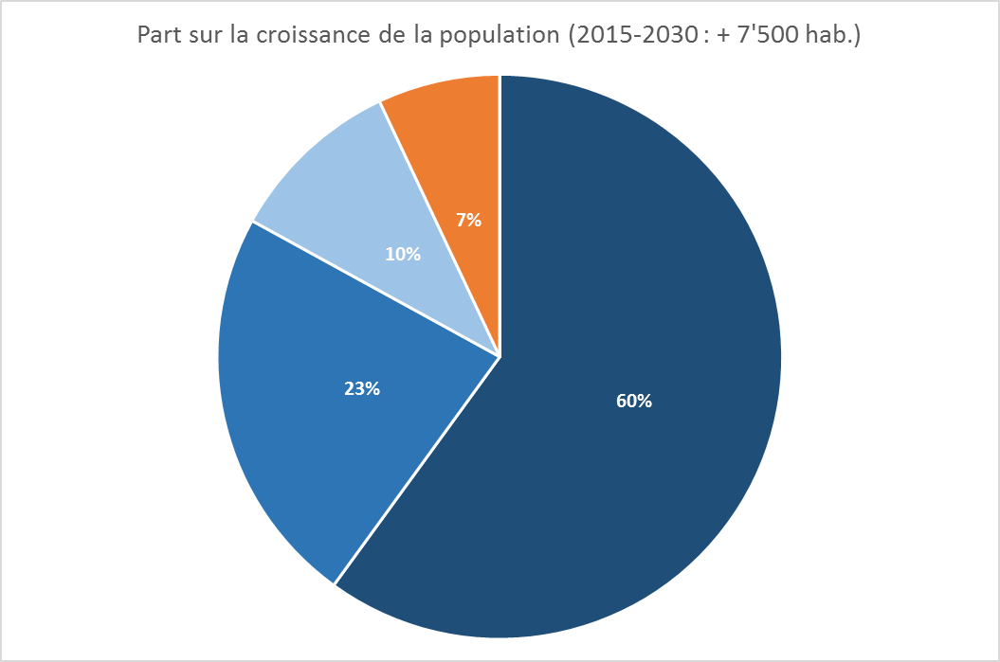 Part sur la croissance de la population (2015-2030 : + 7'500 hab.)
7%
10%
23%
60%